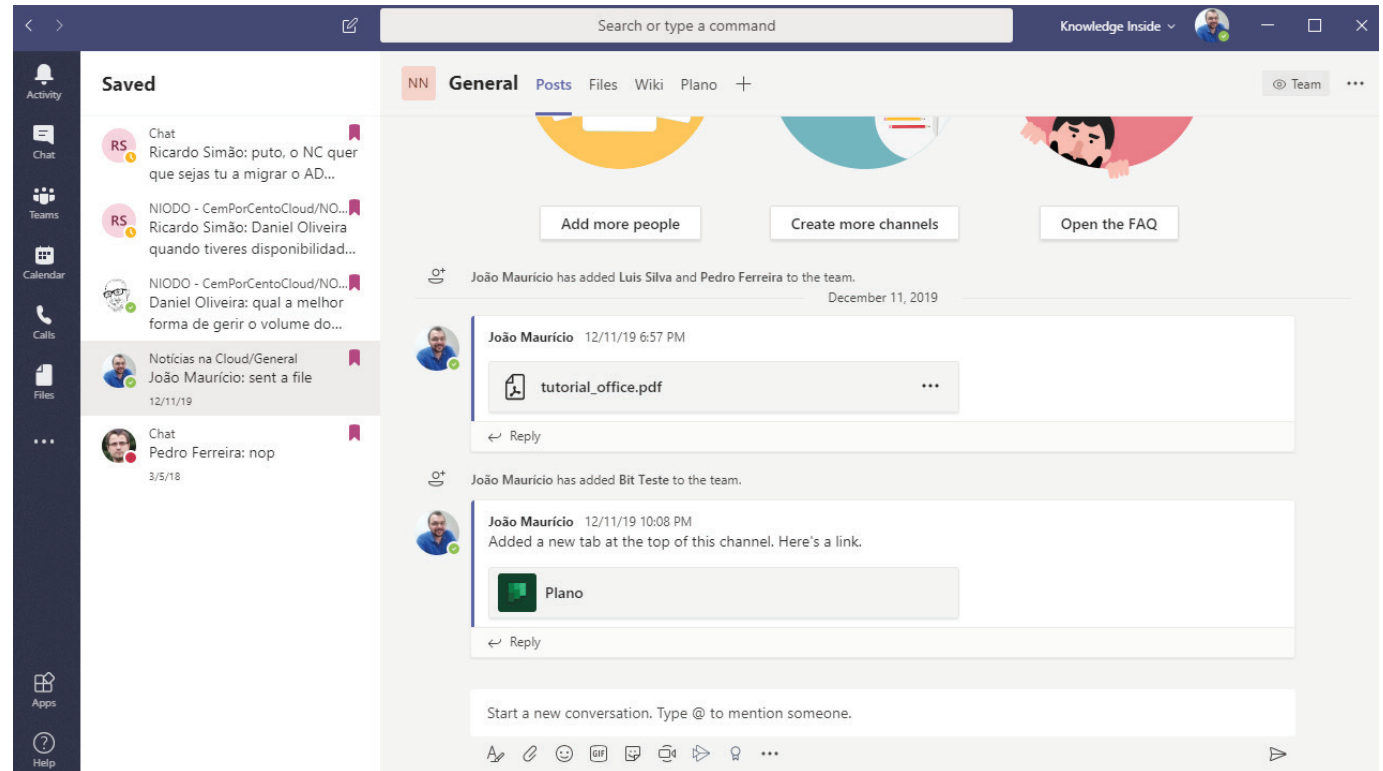 Search or type a command
Knowledge Inside
Activity
Chat
Teams
Calendar
Calls
Files
Apps
Help
Saved
RS
Chat
Ricardo Simão: puto, o NC quer
que sejas tu a migrar o AD...
RS
NIODO - CemPorCentoCloud/NO...
Ricardo Simão: Daniel Oliveira
quando tiveres disponibilidad...
NIODO - CemPorCentoCloud/NO...
Daniel Oliveira: qual a melhor
forma de gerir o volume do...
Notícias na Cloud/General
João Maurício: sent a file
12/11/19
Chat
Pedro Ferreira: nop
3/5/18
NN General Posts Files Wiki Plano
Team
Add more people
Create more channels
Open the FAQ
João Maurício has added Luis Silva and Pedro Ferreira to the team.
December 11, 2019
João Maurício 12/11/19 6:57 PM
tutorial_office.pdf
Reply
João Maurício has added Bit Teste to the team.
João Maurício 12/11/19 10:08 PM
Added a new tab at the top of this channel. Here's a link.
Plano
Reply
Start a new conversation. Type @ to mention someone.
GIF